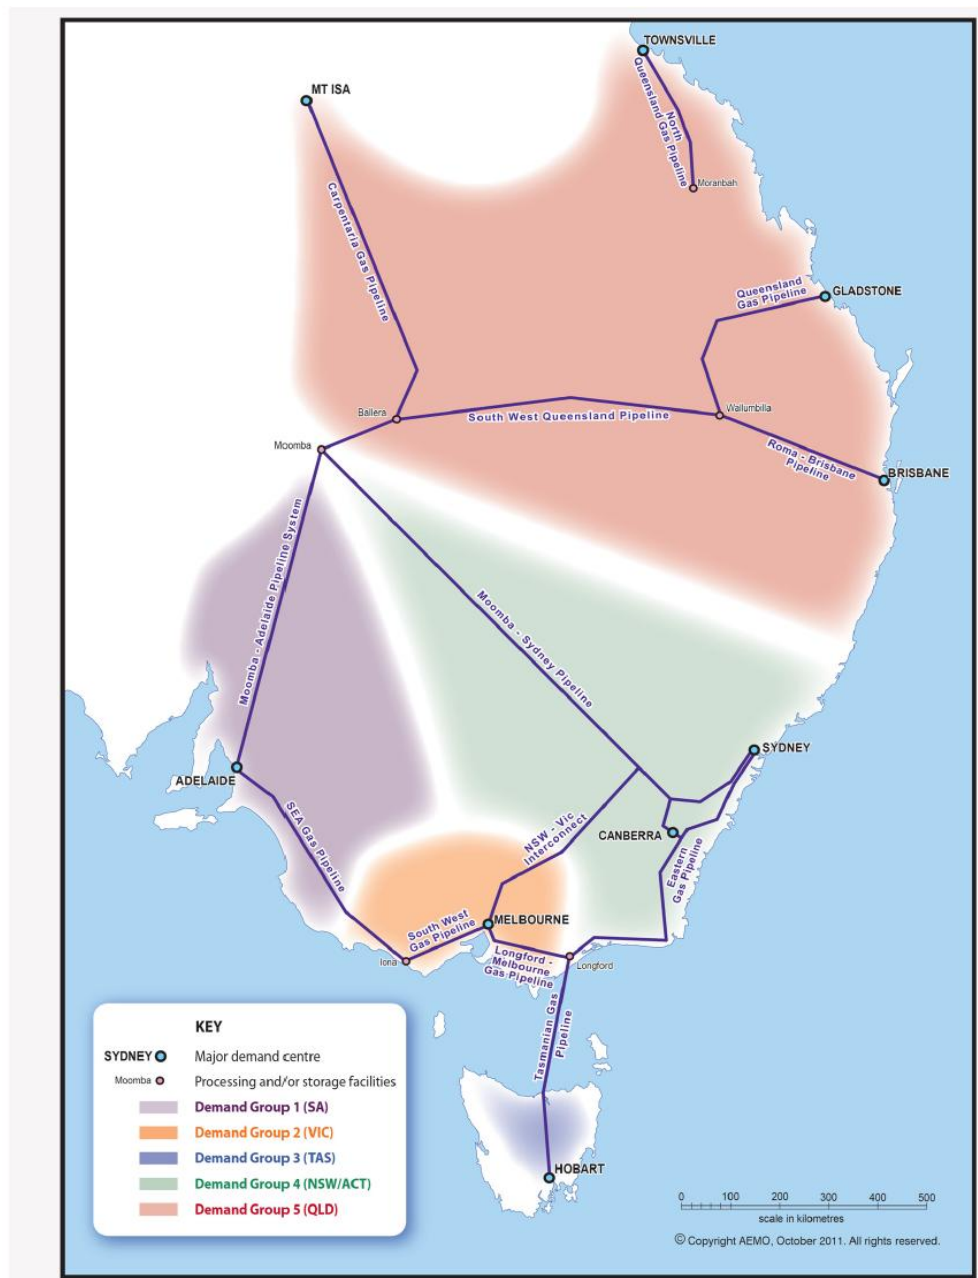 TOWNSVILLE
MT ISA
North
Queensland Gas Pipeline
Moranbah
Carpentaria Gas Pipeline
Queensland
Gas Pipeline
GLADSTONE
Ballera
South West Queensland Pipeline
Wallumbilla
Moomba
Roma - Brisbane
Pipeline
BRISBANE
Moomba - Adelaide Pipeline System
Moomba - Sydney Pipeline
SYDNEY
ADELAIDE
SEA Gas Pipeline
NSW - Vic
Interconnect
CANBERRA
Eastern
Gas Pipeline
South West
Gas Pipeline
MELBOURNE
Iona
Longford -
Melbourne
Gas Pipeline
Longford
Tasmanian Gas
Pipeline
HOBART
KEY
SYDNEY Major demand centre
Moomba Processing and/or storage facilities
Demand Group 1 (SA)
Demand Group 2 (VIC)
Demand Group 3 (TAS)
Demand Group 4 (NSW/ACT)
Demand Group 5 (QLD)
0 100 200 300 400 500
scale in kilometres
© Copyright AEMO, October 2011. All rights reserved.